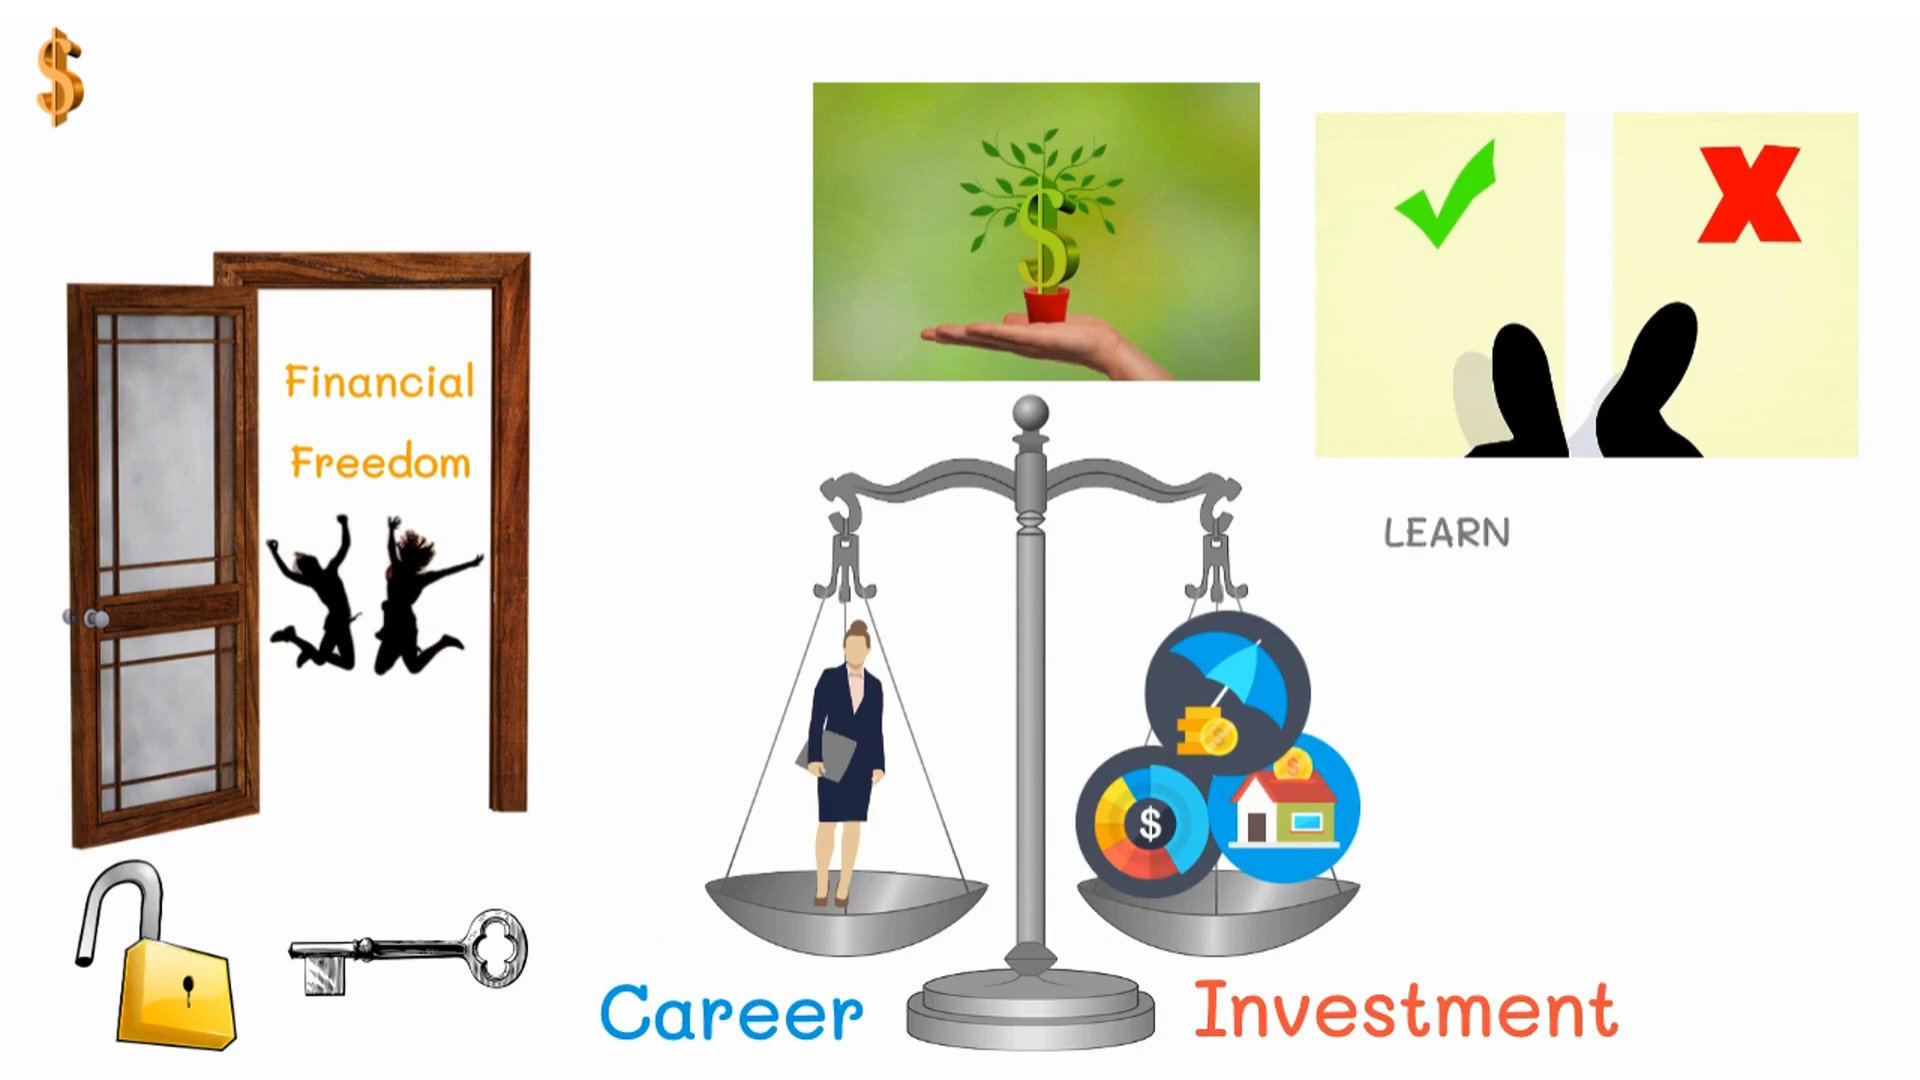 $
Financial
Freedom
$
X
LEARN
$
$
$
Career
Investment